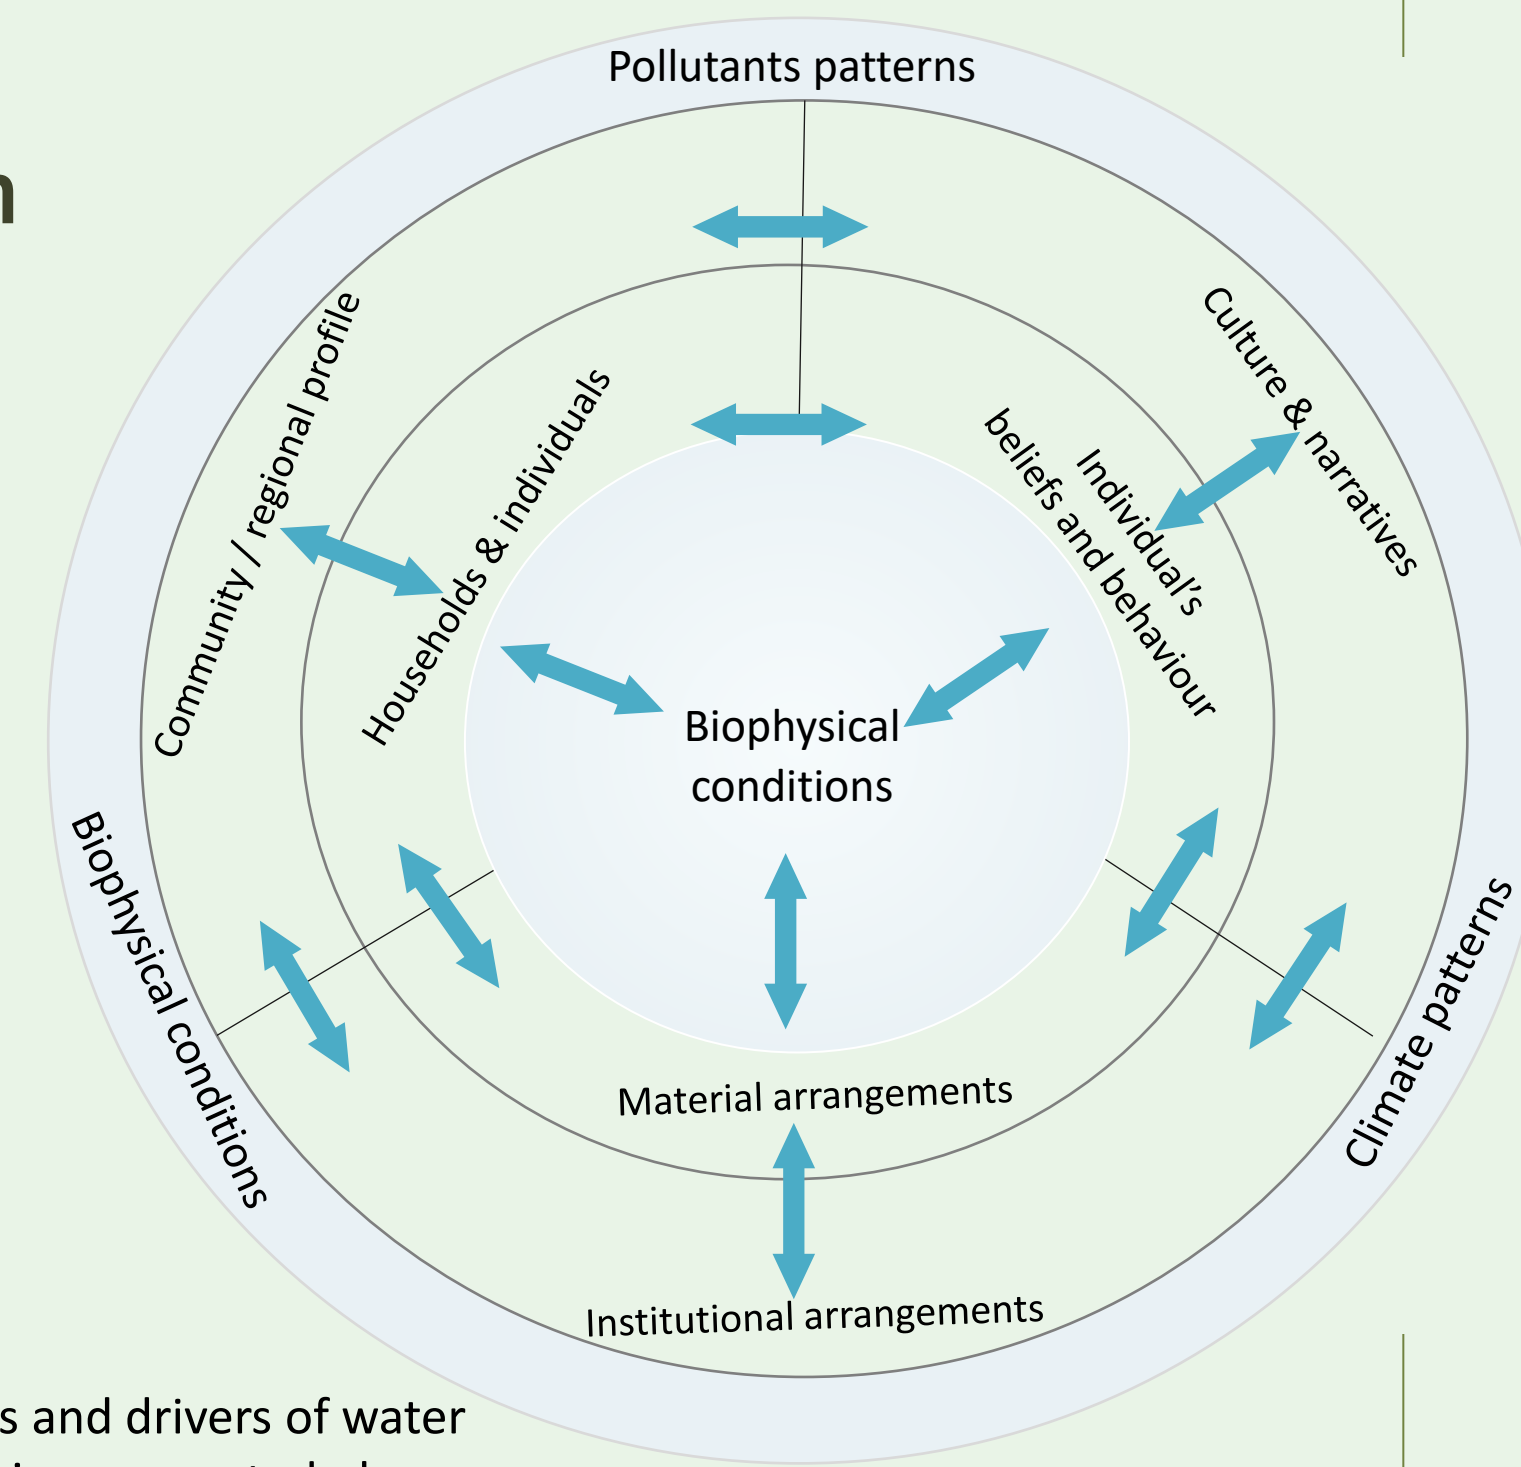 Pollutants patterns
Community / regional profile
Households & individuals
Culture & narratives
Individual's
beliefs and behaviour
Biophysical
conditions
Biophysical conditions
Climate patterns
Material arrangements
Institutional arrangements
s and drivers of water